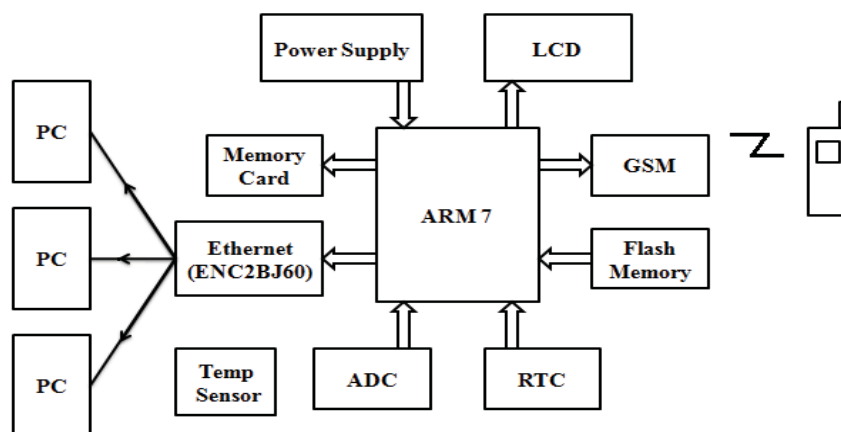 Power Supply
LCD
PC
Memory
Card
GSM
ARM 7
PC
Ethernet
(ENC2BJ60)
Flash
Memory
PC
Temp
Sensor
ADC
RTC